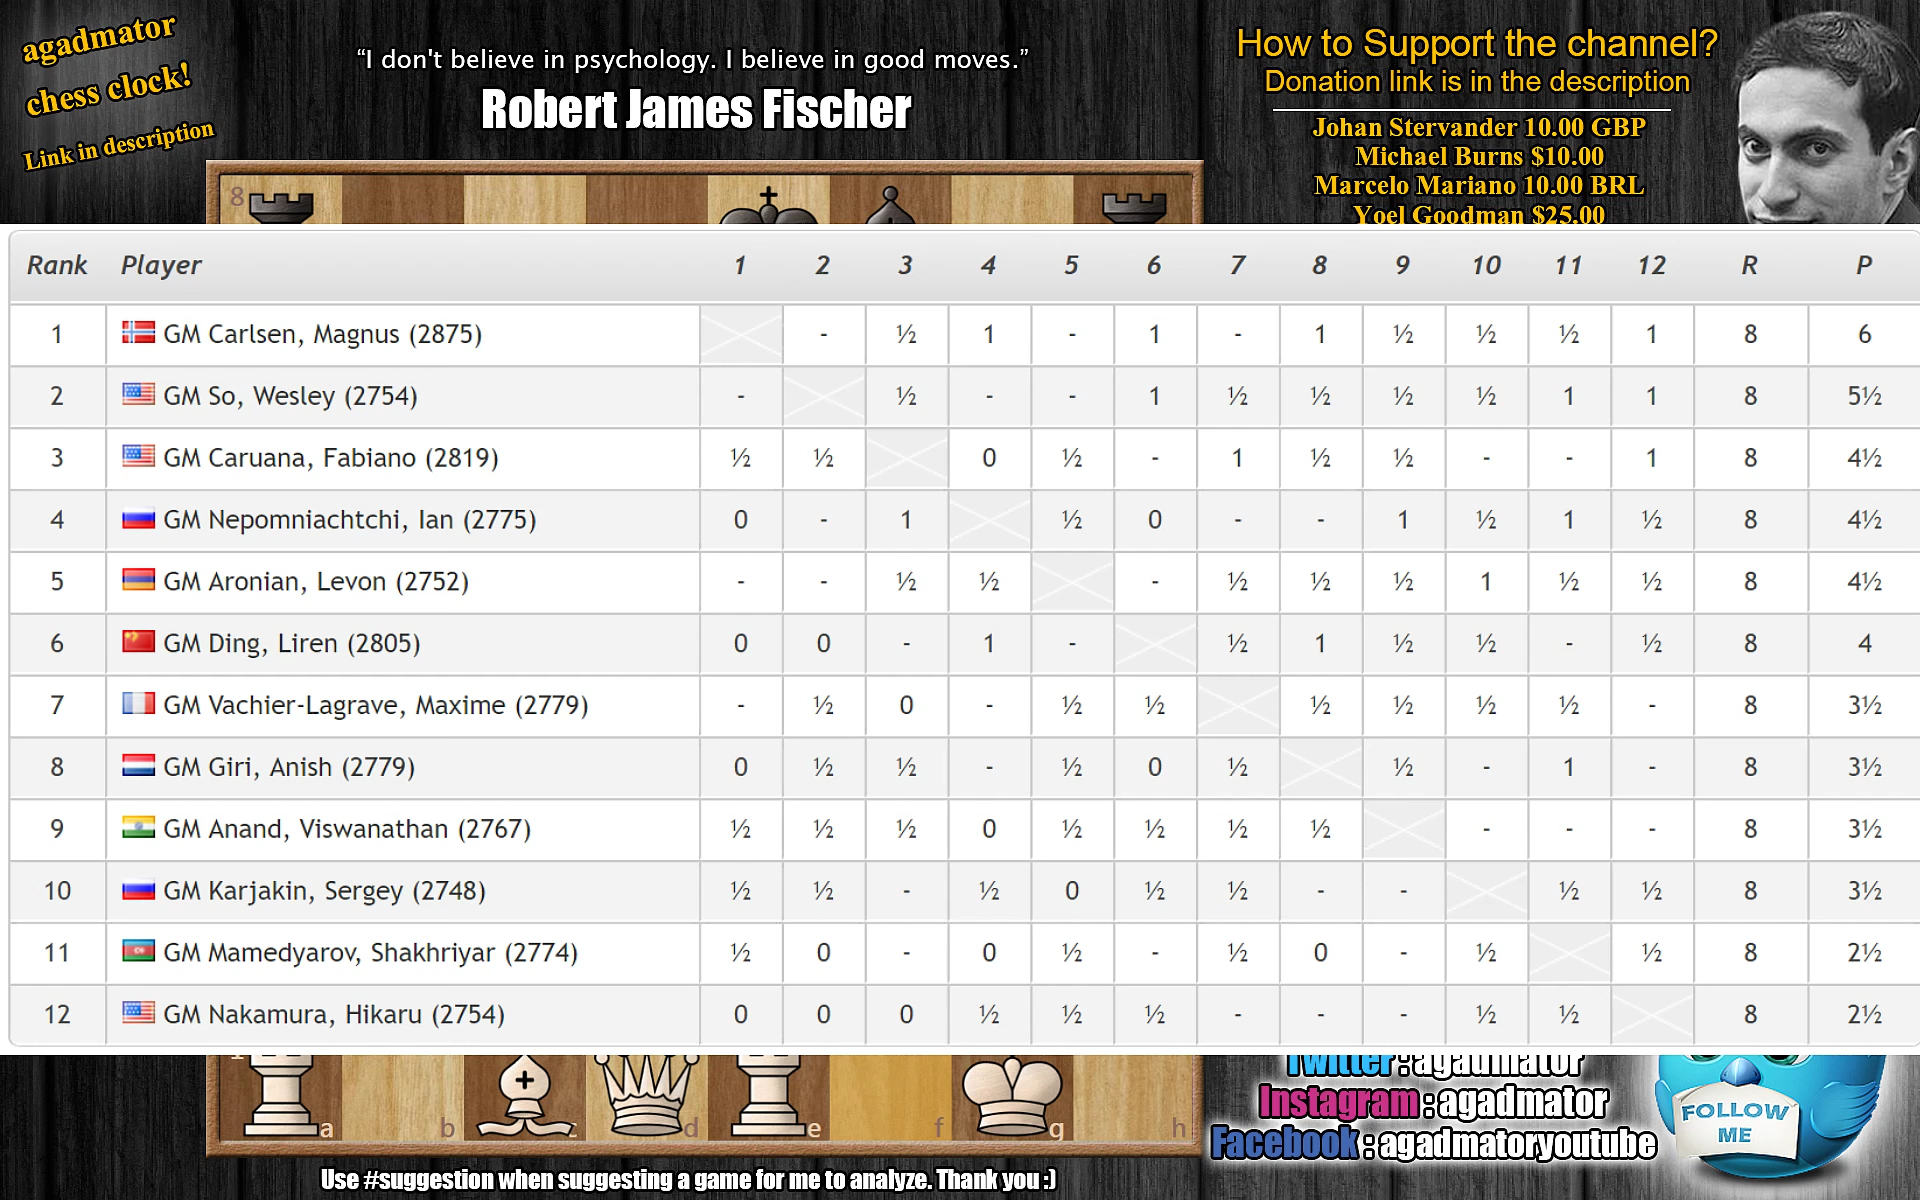 agadmator
chess clock!
Link in description
“I don't believe in psychology. I believe in good moves.”
Robert James Fischer
How to Support the channel?
Donation link is in the description
Johan Stervander 10.00 GBP
Michael Burns $10.00
Marcelo Mariano 10.00 BRL
Yoel Goodman $25.00
8
Rank Player 1 2 3 4 5 6 7 8 9 10 11 12 R P
1 GM Carlsen, Magnus (2875) - ½ 1 - 1 - 1 ½ ½ ½ 1 8 6
2 GM So, Wesley (2754) - ½ - - 1 ½ ½ ½ ½ 1 1 8 5½
3 GM Caruana, Fabiano (2819) ½ ½ 0 ½ - 1 ½ ½ - - 1 8 4½
4 GM Nepomniachtchi, Ian (2775) 0 - 1 ½ 0 - - 1 ½ 1 ½ 8 4½
5 GM Aronian, Levon (2752) - - ½ ½ - ½ ½ ½ 1 ½ ½ 8 4½
6 GM Ding, Liren (2805) 0 0 - 1 - ½ 1 ½ ½ - ½ 8 4
7 GM Vachier-Lagrave, Maxime (2779) - ½ 0 - ½ ½ ½ ½ ½ ½ - 8 3½
8 GM Giri, Anish (2779) 0 ½ ½ - ½ 0 ½ ½ - 1 - 8 3½
9 GM Anand, Viswanathan (2767) ½ ½ ½ 0 ½ ½ ½ ½ - - - 8 3½
10 GM Karjakin, Sergey (2748) ½ ½ - ½ 0 ½ ½ - - ½ ½ 8 3½
11 GM Mamedyarov, Shakhriyar (2774) ½ 0 - 0 ½ - ½ 0 - ½ ½ 8 2½
12 GM Nakamura, Hikaru (2754) 0 0 0 ½ ½ ½ - - - ½ ½ 8 2½
1
a b c d e f g h
Twitter:agadmator
Instagram:agadmator
Facebook:agadmatoryoutube
FOLLOW
ME
Use #suggestion when suggesting a game for me to analyze. Thank you :)